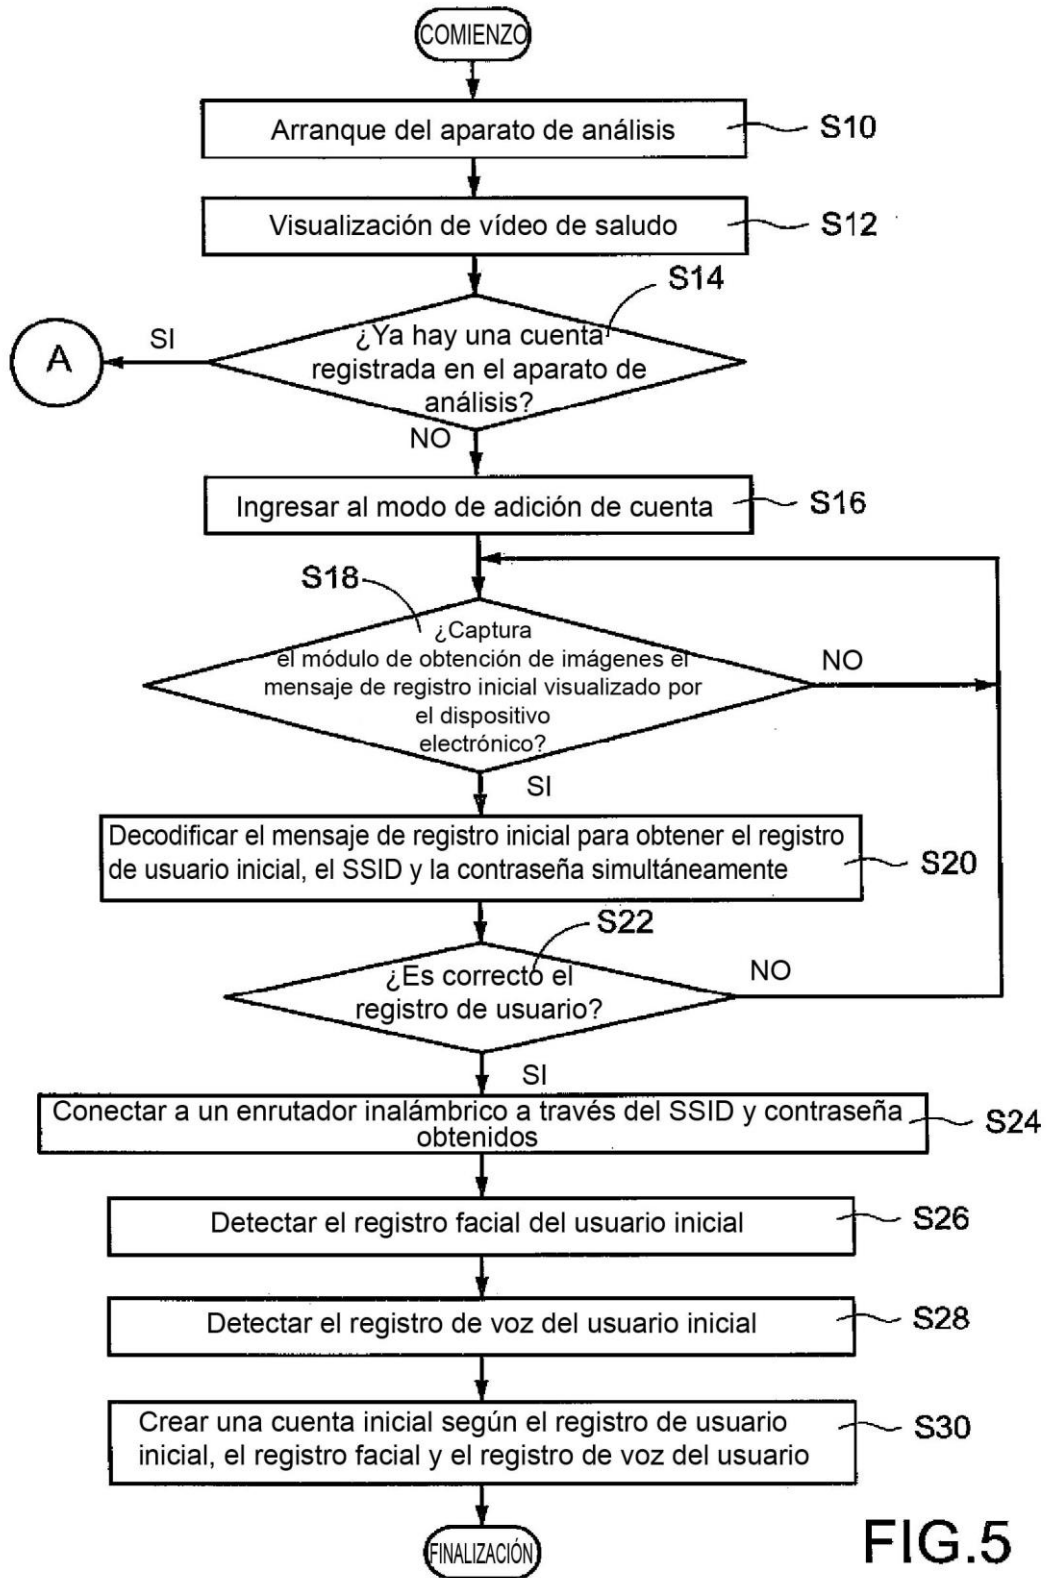 COMIENZO
Arranque del aparato de análisis
S10
Visualización de vídeo de saludo
S12
S14
¿Ya hay una cuenta
registrada en el aparato de
análisis?
SI
A
NO
Ingresar al modo de adición de cuenta
S16
S18
¿Captura
el módulo de obtención de imágenes el
mensaje de registro inicial visualizado por
el dispositivo
electrónico?
NO
SI
Decodificar el mensaje de registro inicial para obtener el registro
de usuario inicial, el SSID y la contraseña simultáneamente
S20
S22
¿Es correcto el
registro de usuario?
NO
SI
Conectar a un enrutador inalámbrico a través del SSID y contraseña
obtenidos
S24
Detectar el registro facial del usuario inicial
S26
Detectar el registro de voz del usuario inicial
S28
Crear una cuenta inicial según el registro de usuario
inicial, el registro facial y el registro de voz del usuario
S30
FINALIZACIÓN
FIG.5